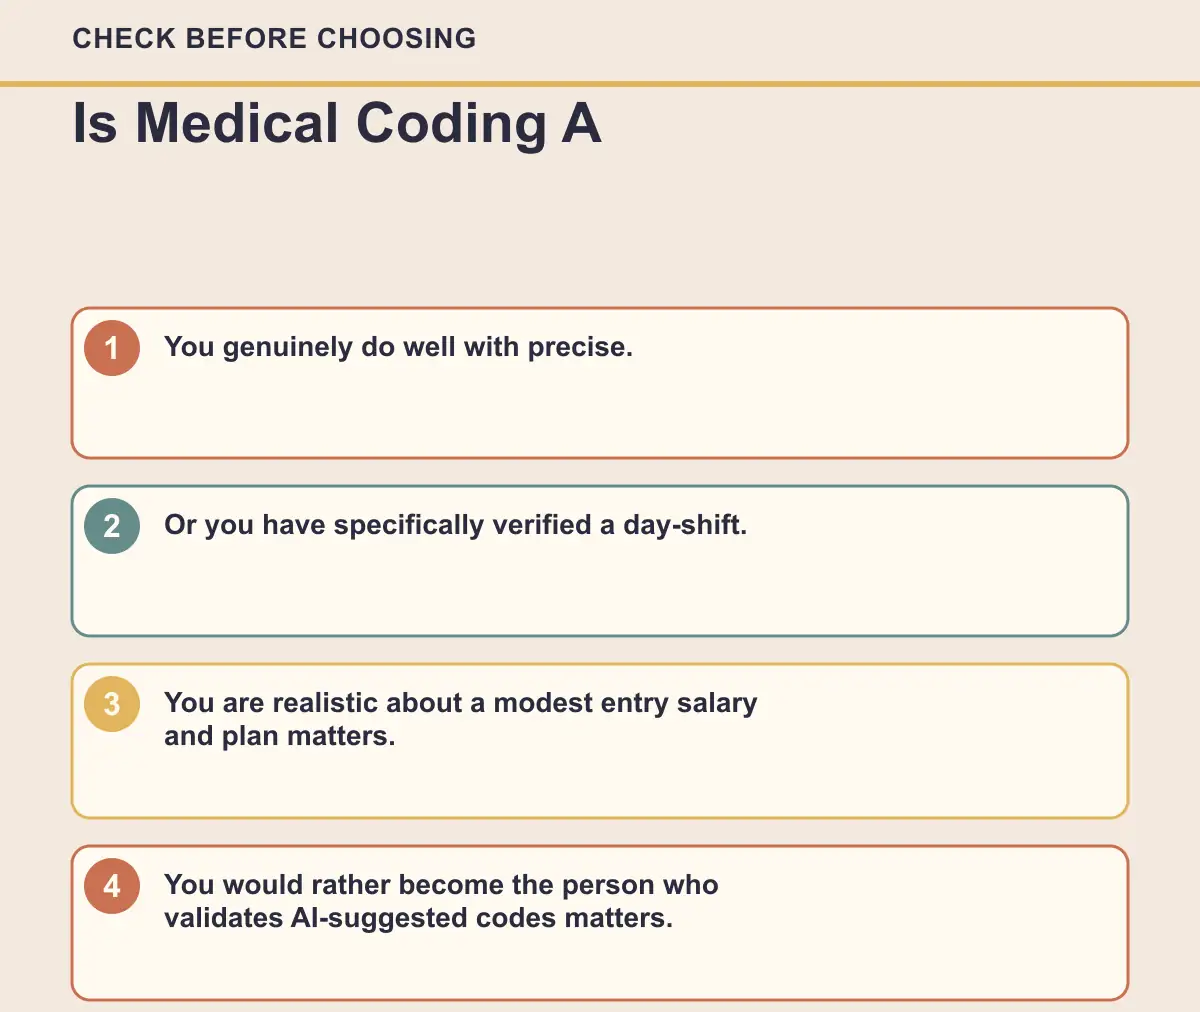 CHECK BEFORE CHOOSING
Is Medical Coding A
1
You genuinely do well with precise.
2
Or you have specifically verified a day-shift.
3
You are realistic about a modest entry salary
and plan matters.
4
You would rather become the person who
validates AI-suggested codes matters.